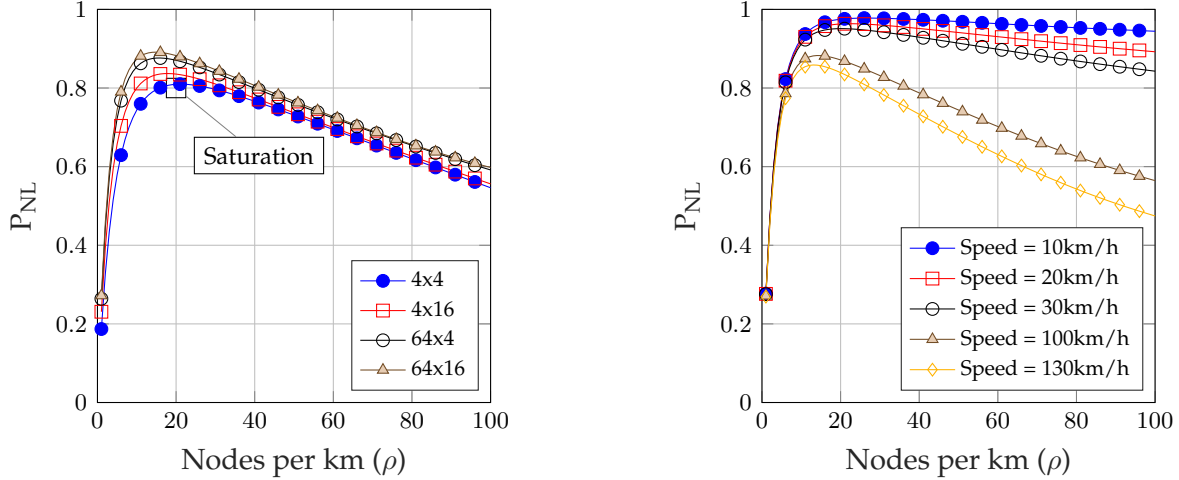 1
0.8
0.6
0.4
0.2
0
0 20 40 60 80 100
P_NL
Nodes per km (ρ)
Saturation
4x4
4x16
64x4
64x16
1
0.8
0.6
0.4
0.2
0
0 20 40 60 80 100
P_NL
Nodes per km (ρ)
Speed = 10km/h
Speed = 20km/h
Speed = 30km/h
Speed = 100km/h
Speed = 130km/h